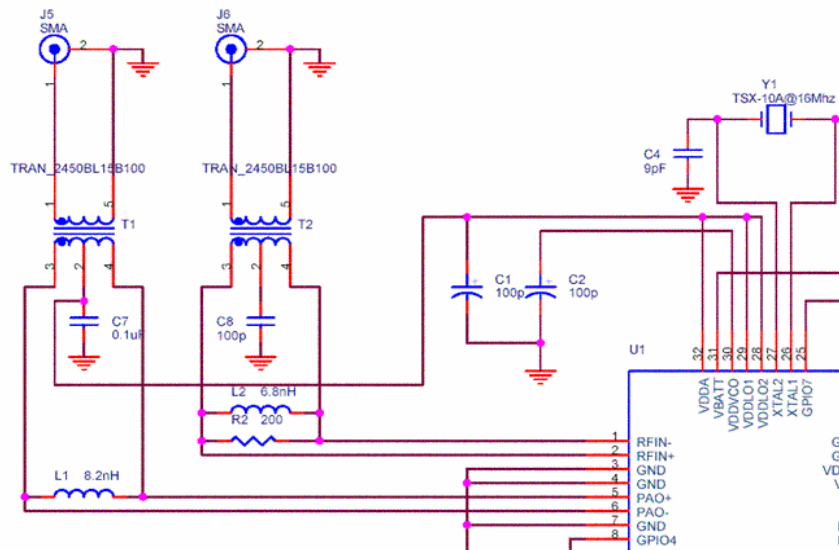 J5
SMA
J6
SMA
2
2
1
1
Y1
TSX-10A@16Mhz
C4
9pF
TRAN_2450BL15B100
TRAN_2450BL15B100
1
5
1
5
T1
T2
3
2
4
3
2
4
C1
100p
C2
100p
C7
0.1uF
C8
100p
U1
32
31
30
29
28
27
26
25
VDDA
VBATT
VDDVCO
VDDLO1
VDDLO2
XTAL2
XTAL1
GPIO7
L2 6.8nH
R2 200
L1 8.2nH
1 RFIN-
2 RFIN+
3 GND
4 GND
5 PAO+
6 PAO-
7 GND
8 GPIO4
G
G
VD
V